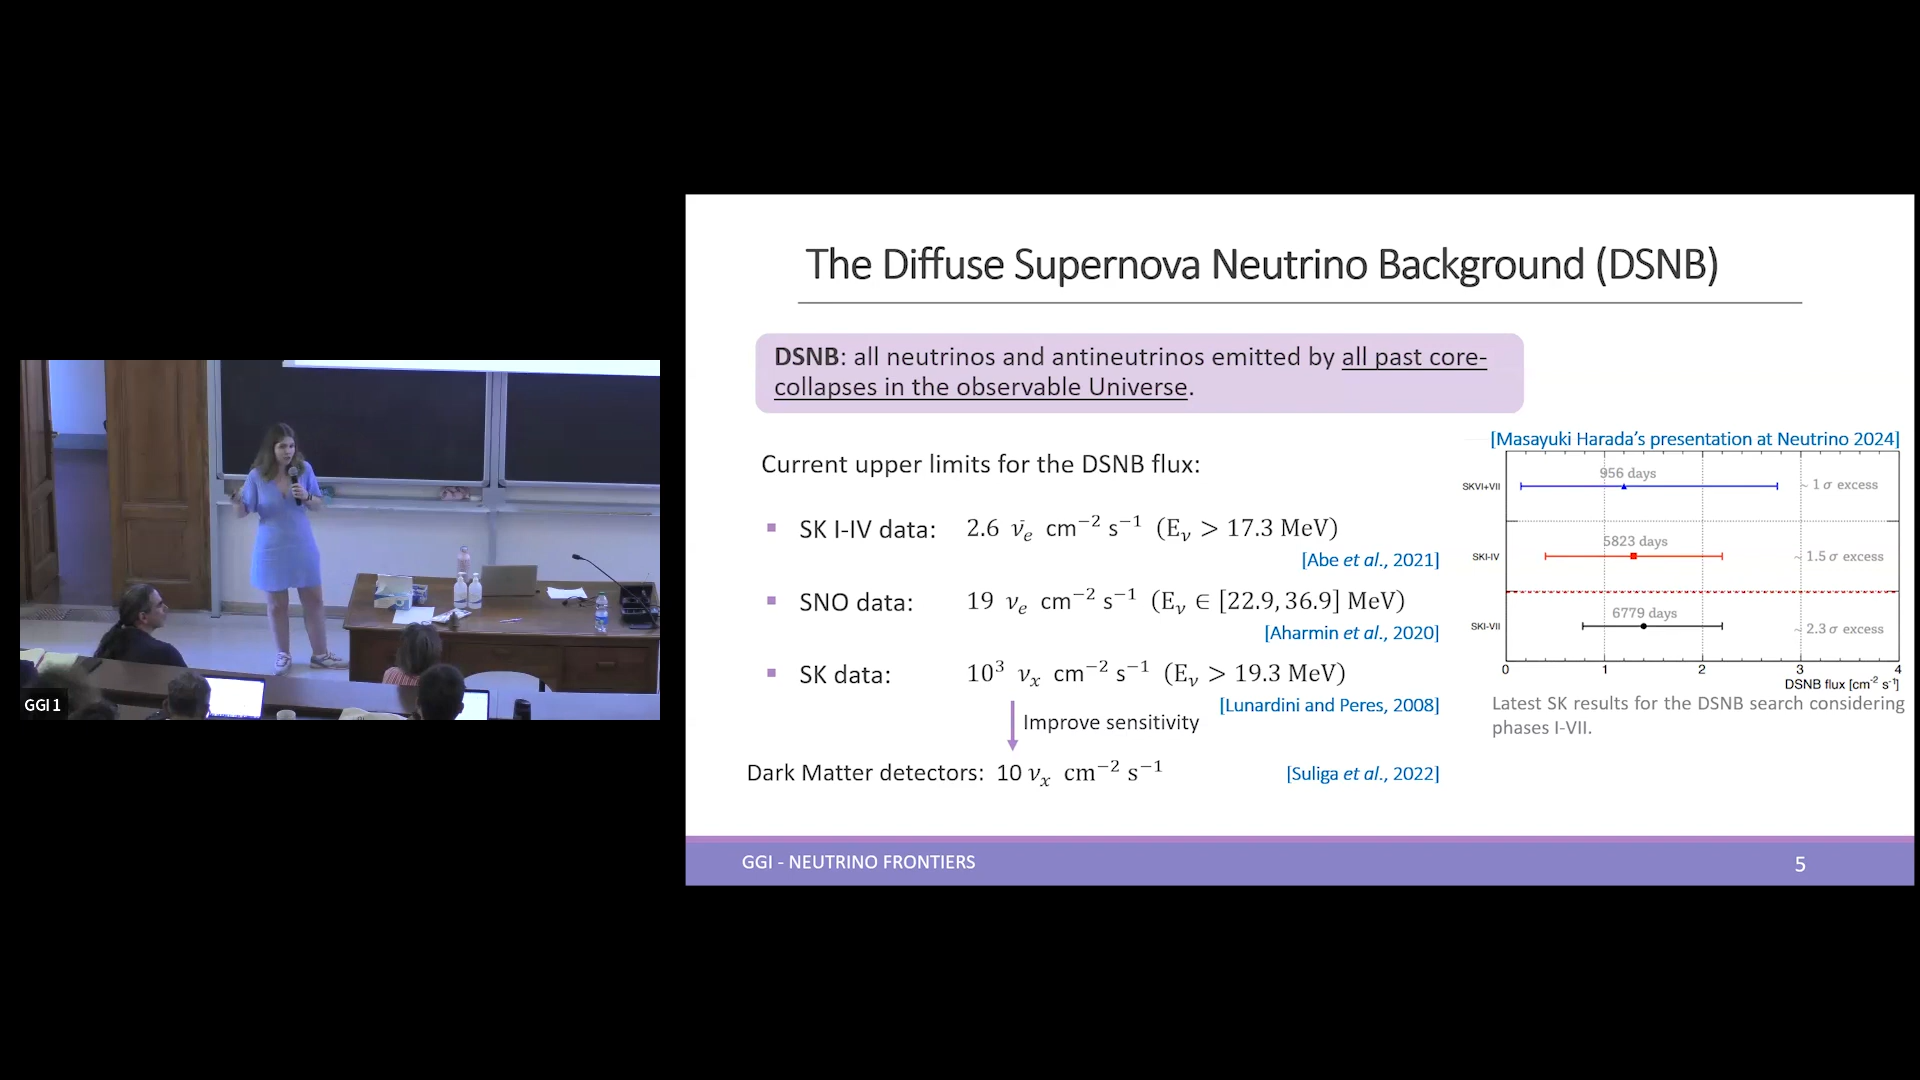 The Diffuse Supernova Neutrino Background (DSNB)
DSNB: all neutrinos and antineutrinos emitted by all past core-
collapses in the observable Universe.
Current upper limits for the DSNB flux:
▪ SK I-IV data: 2.6 ν̄ₑ cm⁻² s⁻¹ (Eᵥ > 17.3 MeV)
[Abe et al., 2021]
▪ SNO data: 19 νₑ cm⁻² s⁻¹ (Eᵥ ∈ [22.9, 36.9] MeV)
[Aharmin et al., 2020]
▪ SK data: 10³ νₓ cm⁻² s⁻¹ (Eᵥ > 19.3 MeV)
[Lunardini and Peres, 2008]
Improve sensitivity
Dark Matter detectors: 10 νₓ cm⁻² s⁻¹
[Suliga et al., 2022]
[Masayuki Harada's presentation at Neutrino 2024]
956 days
SKVI+VII
~ 1 σ excess
5823 days
SKI-IV
~ 1.5 σ excess
6779 days
SKI-VII
~ 2.3 σ excess
0 1 2 3 4
DSNB flux [cm⁻² s⁻¹]
Latest SK results for the DSNB search considering
phases I-VII.
GGI - NEUTRINO FRONTIERS
5
GGI 1